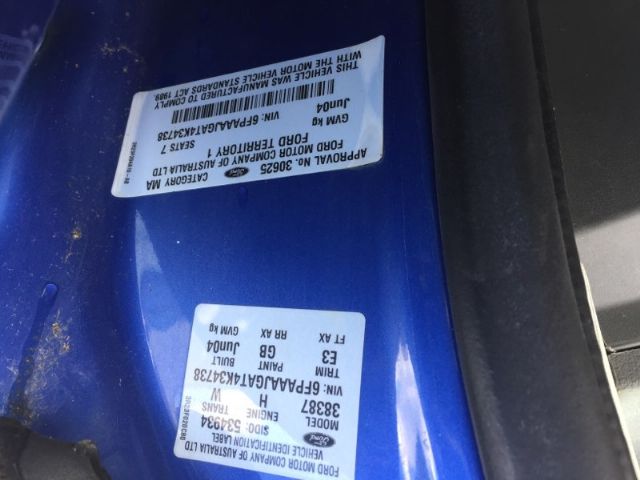 APPROVAL No. 30625 CATEGORY MA
Ford
FORD MOTOR COMPANY OF AUSTRALIA LTD
FORD TERRITORY 1
SEATS 7
VIN: 6FPAAAJGAT4K34738
GVM kg
Jun04
THIS VEHICLE WAS MANUFACTURED TO COMPLY
WITH THE MOTOR VEHICLE STANDARDS ACT 1989
Ford
FORD MOTOR COMPANY OF AUSTRALIA LTD
VEHICLE IDENTIFICATION LABEL
SIDO: 534934
MODEL ENGINE TRANS
38387 H W
VIN: 6FPAAAJGAT4K34738
TRIM PAINT BUILT
E3 GB Jun04
FT AX RR AX GVM kg